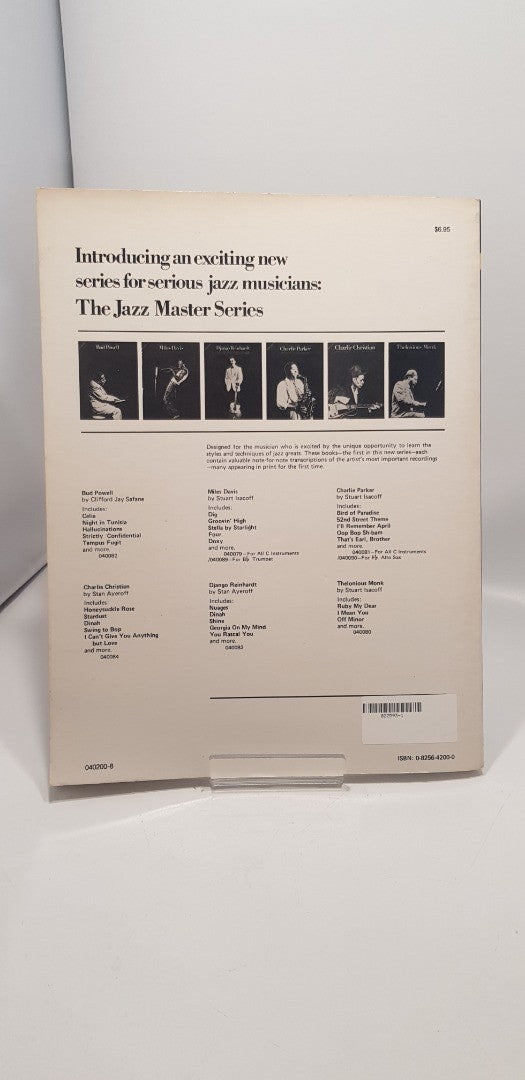 $6.95
Introducing an exciting new
series for serious jazz musicians:
The Jazz Master Series
Bud Powell
Miles Davis
Django Reinhardt
Charlie Parker
Charlie Christian
Thelonious Monk
Designed for the musician who is excited by the unique opportunity to learn the
styles and techniques of jazz greats. These books—the first in this new series—each
contain valuable note-for-note transcriptions of the artist's most important recordings
—many appearing in print for the first time.
Bud Powell
by Clifford Jay Safane
Includes:
Celia
Night in Tunisia
Hallucinations
Strictly Confidential
Tempus Fugit
and more.
040082
Miles Davis
by Stuart Isacoff
Includes:
Dig
Groovin' High
Stella by Starlight
Four
Doxy
and more.
040079—For All C Instruments
/040089—For Bb Trumpet
Charlie Parker
by Stuart Isacoff
Includes:
Bird of Paradise
52nd Street Theme
I'll Remember April
Oop Bop Sh-bam
That's Earl, Brother
and more.
040081—For All C Instruments
/040090—For Eb Alto Sax
Charlie Christian
by Stan Ayeroff
Includes:
Honeysuckle Rose
Stardust
Dinah
Swing to Bop
I Can't Give You Anything
but Love
and more.
040084
Django Reinhardt
by Stan Ayeroff
Includes:
Nuages
Dinah
Shine
Georgia On My Mind
You Rascal You
and more.
040083
Thelonious Monk
by Stuart Isacoff
Includes:
Ruby My Dear
I Mean You
Off Minor
040080
822993-1
040200-8
ISBN: 0-8256-4200-0